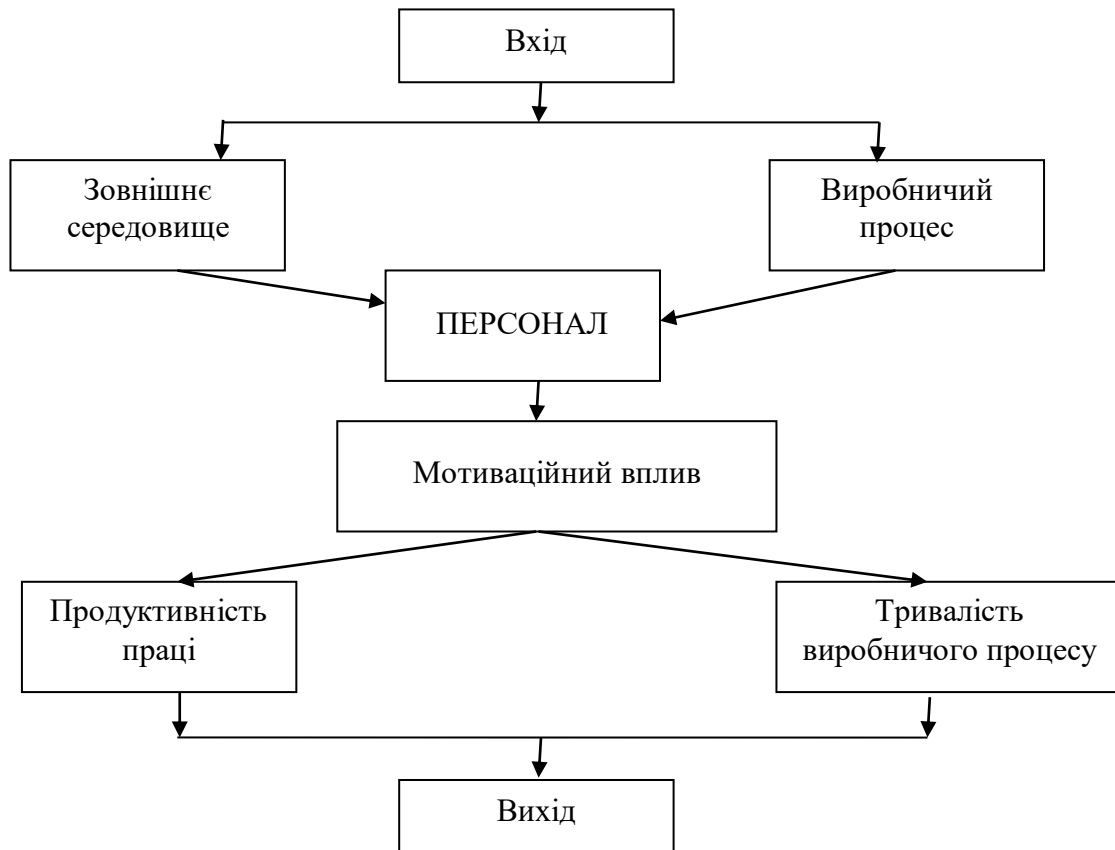 Вхід
Зовнішнє
середовище
Виробничий
процес
ПЕРСОНАЛ
Мотиваційний вплив
Продуктивність
праці
Тривалість
виробничого процесу
Вихід